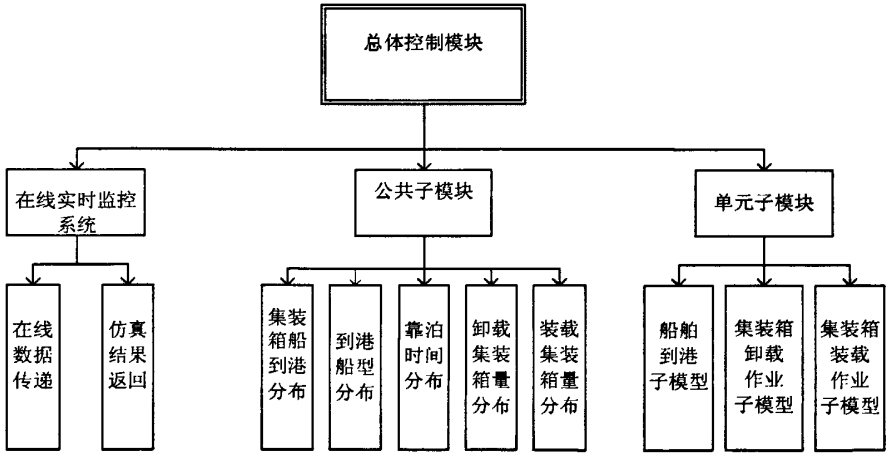 总体控制模块
在线实时监控
系统
公共子模块
单元子模块
在线
数据
传递
仿真
结果
返回
集装
箱船
到港
分布
到港
船型
分布
靠泊
时间
分布
卸载
集装
箱量
分布
装载
集装
箱量
分布
船舶
到港
子模型
集装箱
卸载
作业
子模型
集装箱
装载
作业
子模型